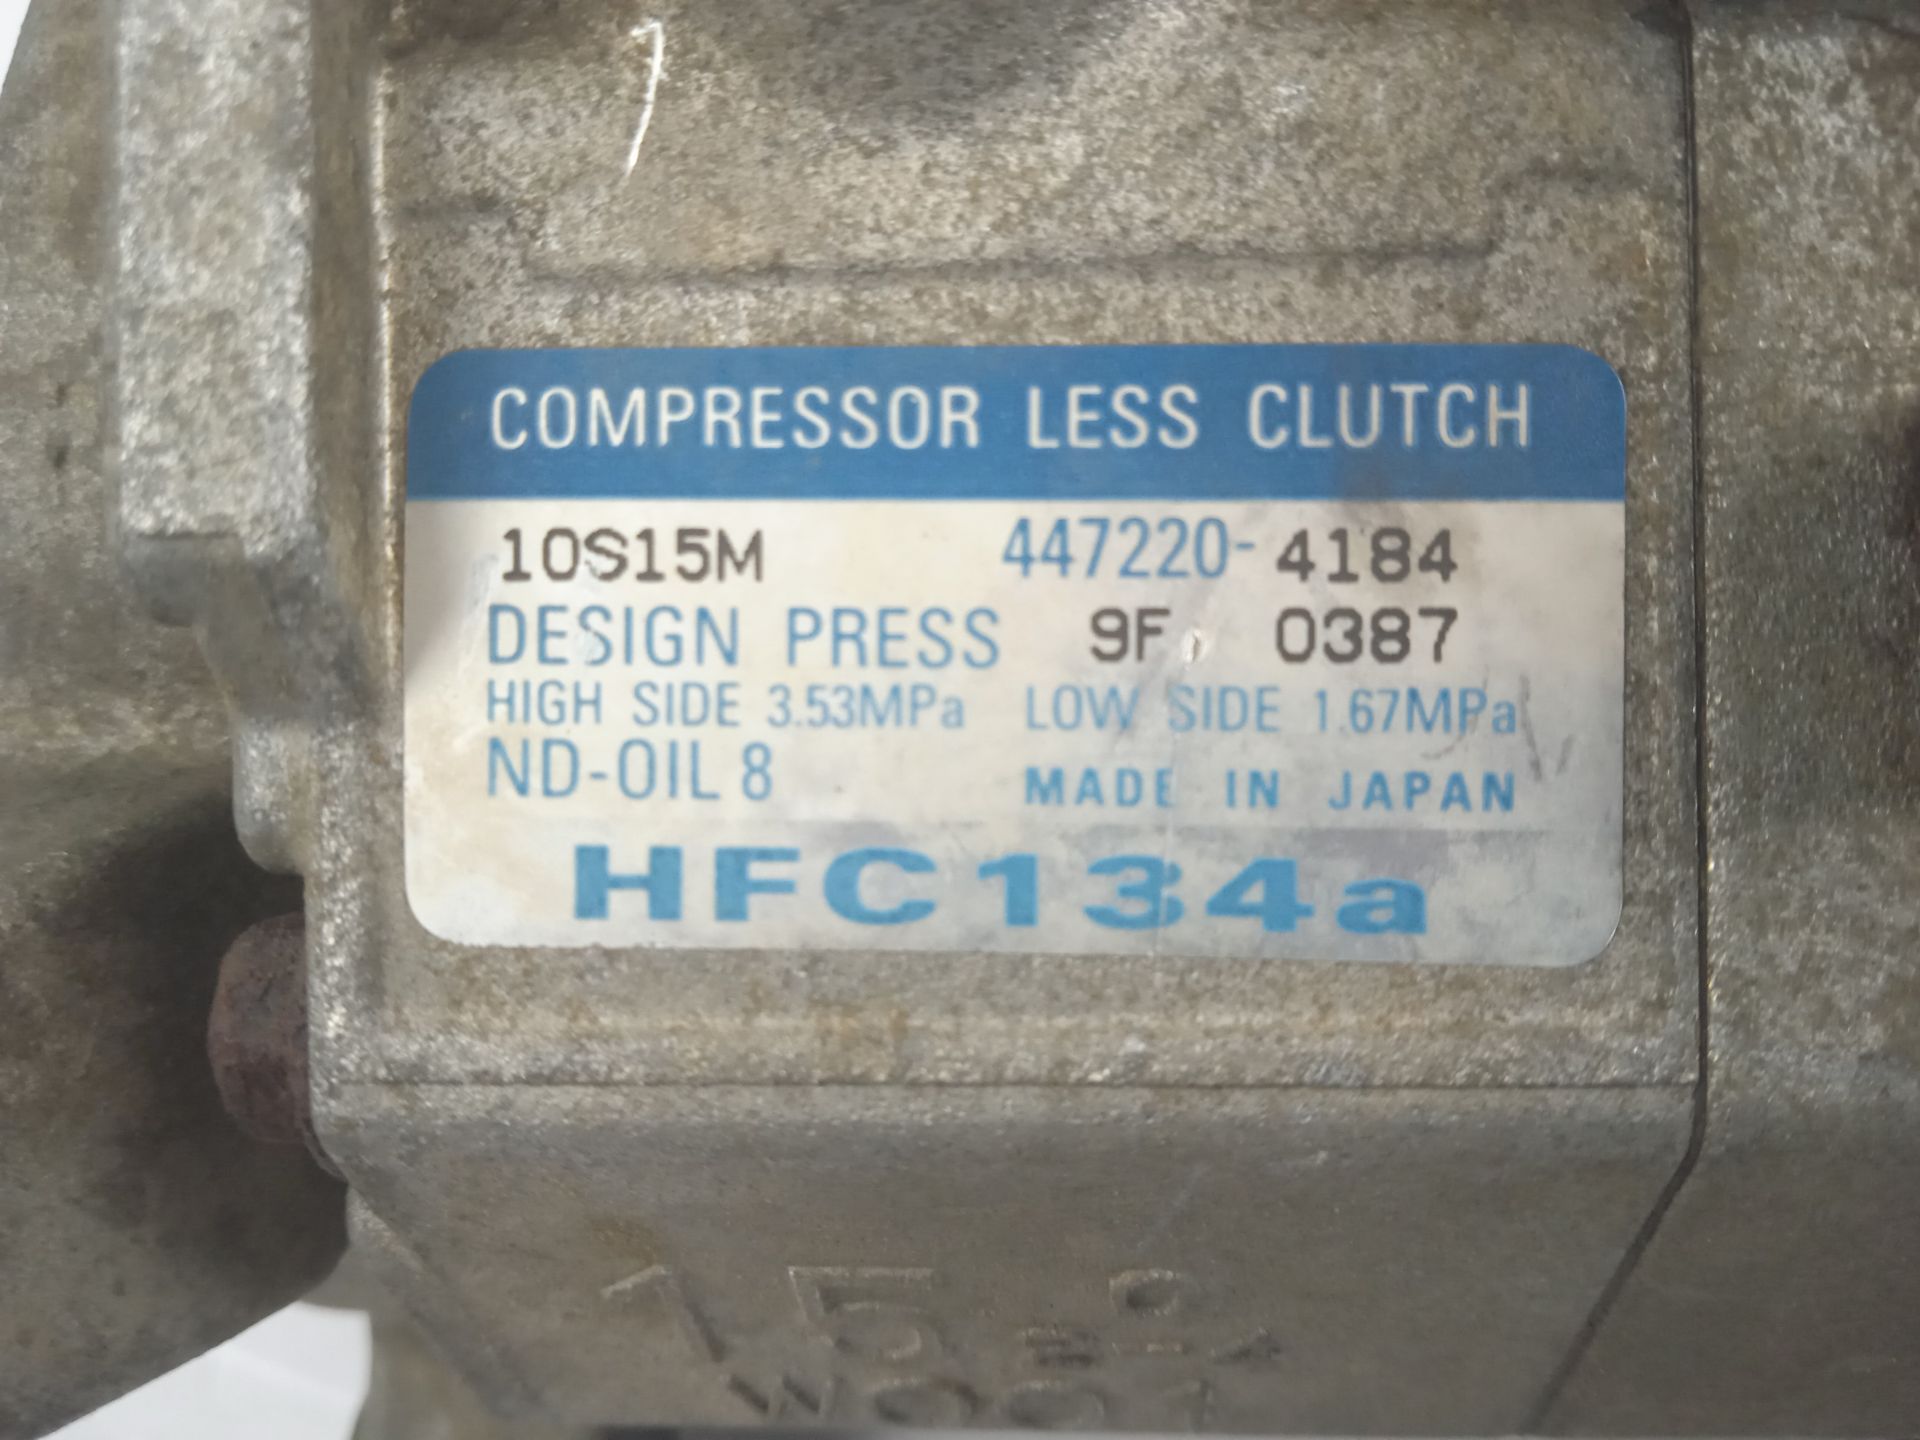 COMPRESSOR LESS CLUTCH
10S15M 447220-4184
DESIGN PRESS 9F 0387
HIGH SIDE 3.53MPa LOW SIDE 1.67MPa
ND-OIL 8 MADE IN JAPAN
HFC134a
15